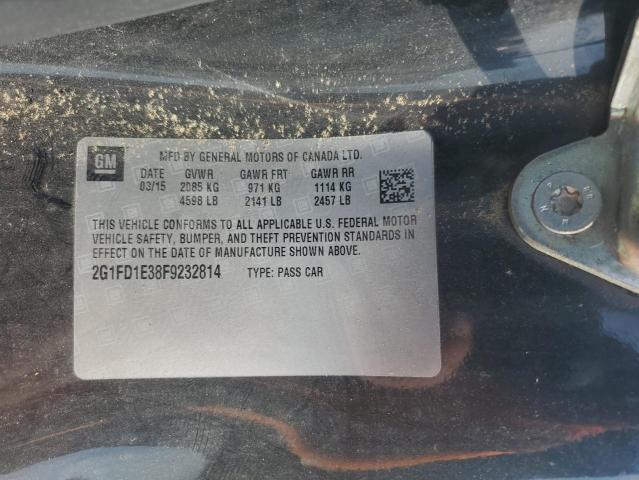 GM
MFD BY GENERAL MOTORS OF CANADA LTD.
DATE GVWR GAWR FRT GAWR RR
03/15 2085 KG 971 KG 1114 KG
4598 LB 2141 LB 2457 LB
THIS VEHICLE CONFORMS TO ALL APPLICABLE U.S. FEDERAL MOTOR
VEHICLE SAFETY, BUMPER, AND THEFT PREVENTION STANDARDS IN
EFFECT ON THE DATE OF MANUFACTURE SHOWN ABOVE.
2G1FD1E38F9232814 TYPE: PASS CAR